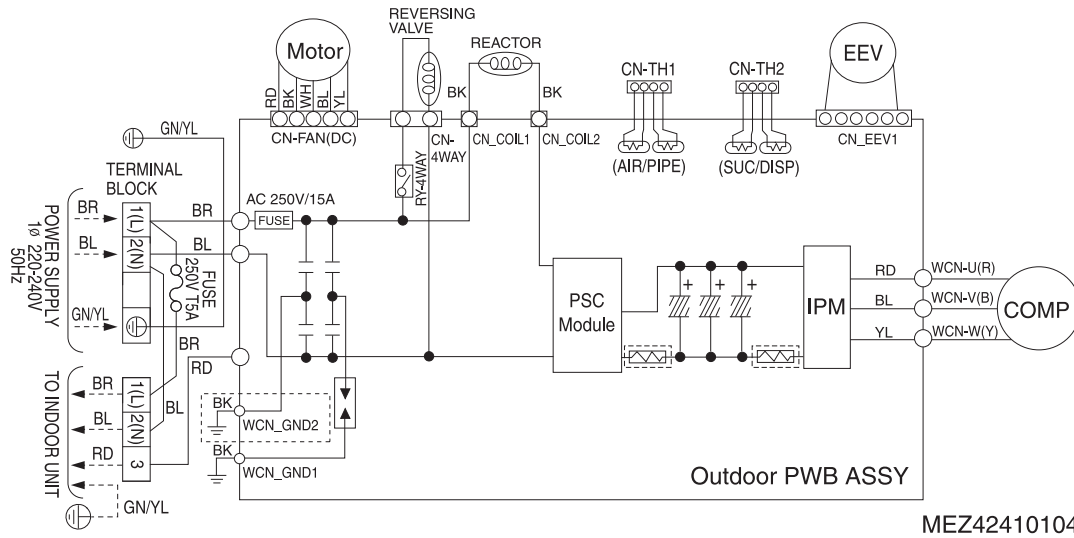 REVERSING
VALVE
REACTOR
Motor
EEV
CN-TH1
CN-TH2
RD
BK
WH
BL
YL
BK
BK
GN/YL
CN-FAN(DC)
CN-
4WAY
CN_COIL1
CN_COIL2
(AIR/PIPE)
(SUC/DISP)
CN_EEV1
RY-4WAY
TERMINAL
BLOCK
AC 250V/15A
FUSE
POWER SUPPLY
1Ø 220-240V
50Hz
BR
BL
GN/YL
1(L)
2(N)
BR
BL
FUSE
250V T5A
BR
RD
BL
PSC
Module
IPM
RD
BL
YL
WCN-U(R)
WCN-V(B)
WCN-W(Y)
COMP
+
+
+
TO INDOOR UNIT
BR
BL
RD
1(L)
2(N)
3
GN/YL
BK
WCN_GND2
BK
WCN_GND1
Outdoor PWB ASSY
MEZ42410104